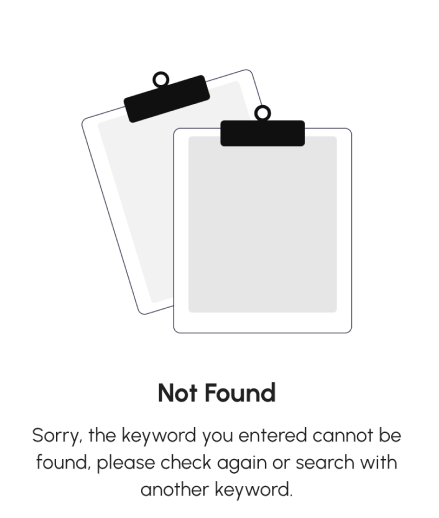 Not Found
Sorry, the keyword you entered cannot be
found, please check again or search with
another keyword.